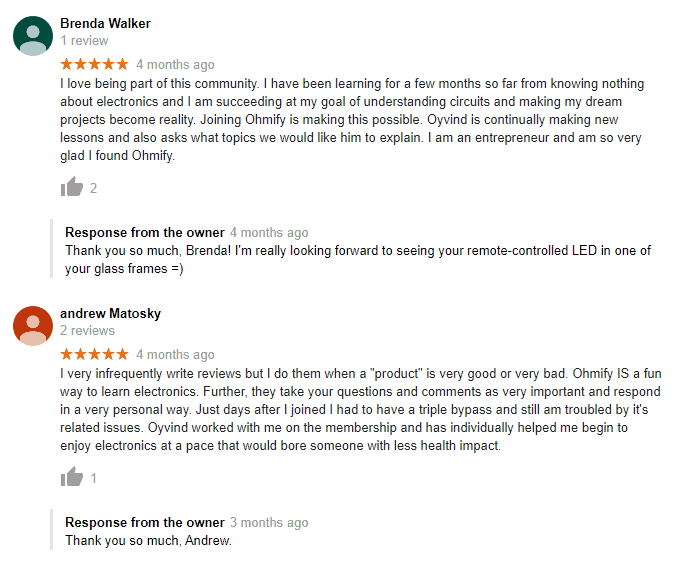 Brenda Walker
1 review
★★★★★ 4 months ago
I love being part of this community. I have been learning for a few months so far from knowing nothing
about electronics and I am succeeding at my goal of understanding circuits and making my dream
projects become reality. Joining Ohmify is making this possible. Oyvind is continually making new
lessons and also asks what topics we would like him to explain. I am an entrepreneur and am so very
glad I found Ohmify.
2
Response from the owner 4 months ago
Thank you so much, Brenda! I'm really looking forward to seeing your remote-controlled LED in one of
your glass frames =)
andrew Matosky
2 reviews
★★★★★ 4 months ago
I very infrequently write reviews but I do them when a "product" is very good or very bad. Ohmify IS a fun
way to learn electronics. Further, they take your questions and comments as very important and respond
in a very personal way. Just days after I joined I had to have a triple bypass and still am troubled by it's
related issues. Oyvind worked with me on the membership and has individually helped me begin to
enjoy electronics at a pace that would bore someone with less health impact.
1
Response from the owner 3 months ago
Thank you so much, Andrew.